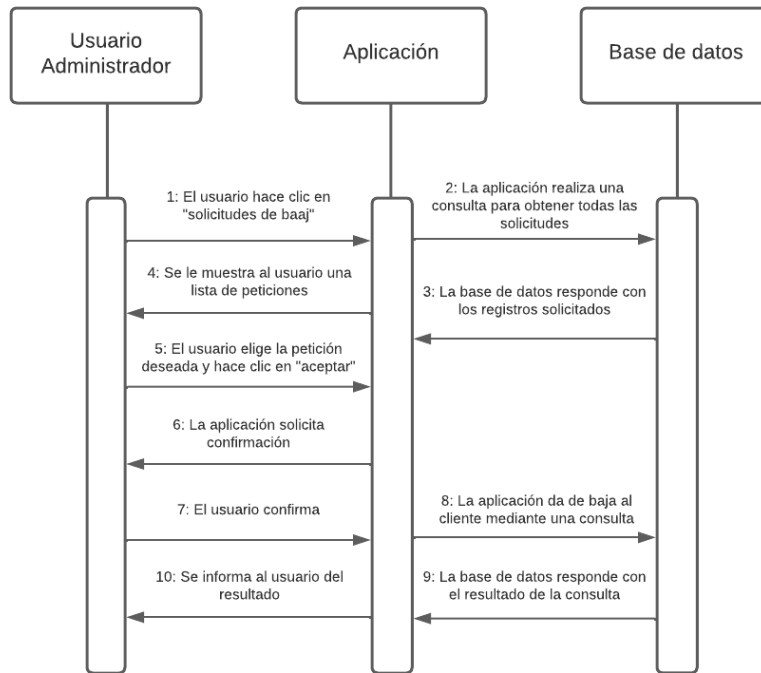 Usuario
Administrador
Aplicación
Base de datos
1: El usuario hace clic en
"solicitudes de baaj"
2: La aplicación realiza una
consulta para obtener todas las
solicitudes
4: Se le muestra al usuario una
lista de peticiones
3: La base de datos responde con
los registros solicitados
5: El usuario elige la petición
deseada y hace clic en "aceptar"
6: La aplicación solicita
confirmación
7: El usuario confirma
8: La aplicación da de baja al
cliente mediante una consulta
10: Se informa al usuario del
resultado
9: La base de datos responde con
el resultado de la consulta